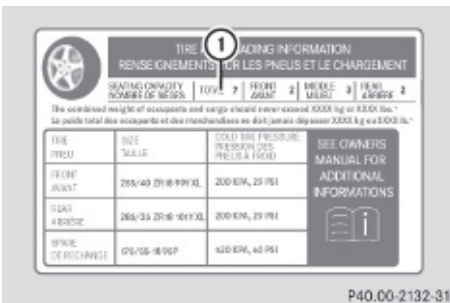 1
TIRE ADING INFORMATION
RENSEIGNEMENTS SUR LES PNEUS ET LE CHARGEMENT
SEATING CAPACITY TOTAL 7 FRONT 2 MIDDLE 3 REAR 2
NOMBRE DE SIEGES AVANT MILIEU ARRIÈRE
The combined weight of occupants and cargo should never exceed XXXX kg or XXXX lbs.*
Le poids total des occupants et des marchandises ne doit jamais dépasser XXXX kg ou XXXX lb.*
TIRE SIZE COLD TIRE PRESSURE SEE OWNERS
PNEU TAILLE PRESSION DES MANUAL FOR
PNEUS A FROID ADDITIONAL
INFORMATIONS
FRONT 200 KPA, 29 PSI
AVANT
REAR 200 KPA, 29 PSI
ARRIÈRE
SPARE 420 KPA, 60 PSI
DE RECHANGE
i
P40.00-2132-31